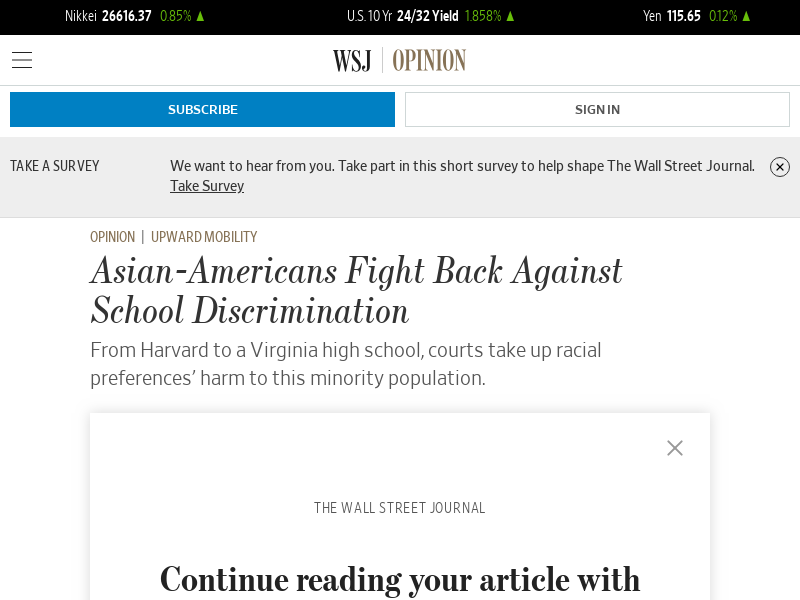 Nikkei 26616.37 0.85% ▲ U.S. 10 Yr 24/32 Yield 1.858% ▲ Yen 115.65 0.12% ▲
WSJ | OPINION
SUBSCRIBE SIGN IN
TAKE A SURVEY We want to hear from you. Take part in this short survey to help shape The Wall Street Journal.
Take Survey
OPINION | UPWARD MOBILITY
Asian-Americans Fight Back Against
School Discrimination
From Harvard to a Virginia high school, courts take up racial
preferences’ harm to this minority population.
THE WALL STREET JOURNAL
Continue reading your article with